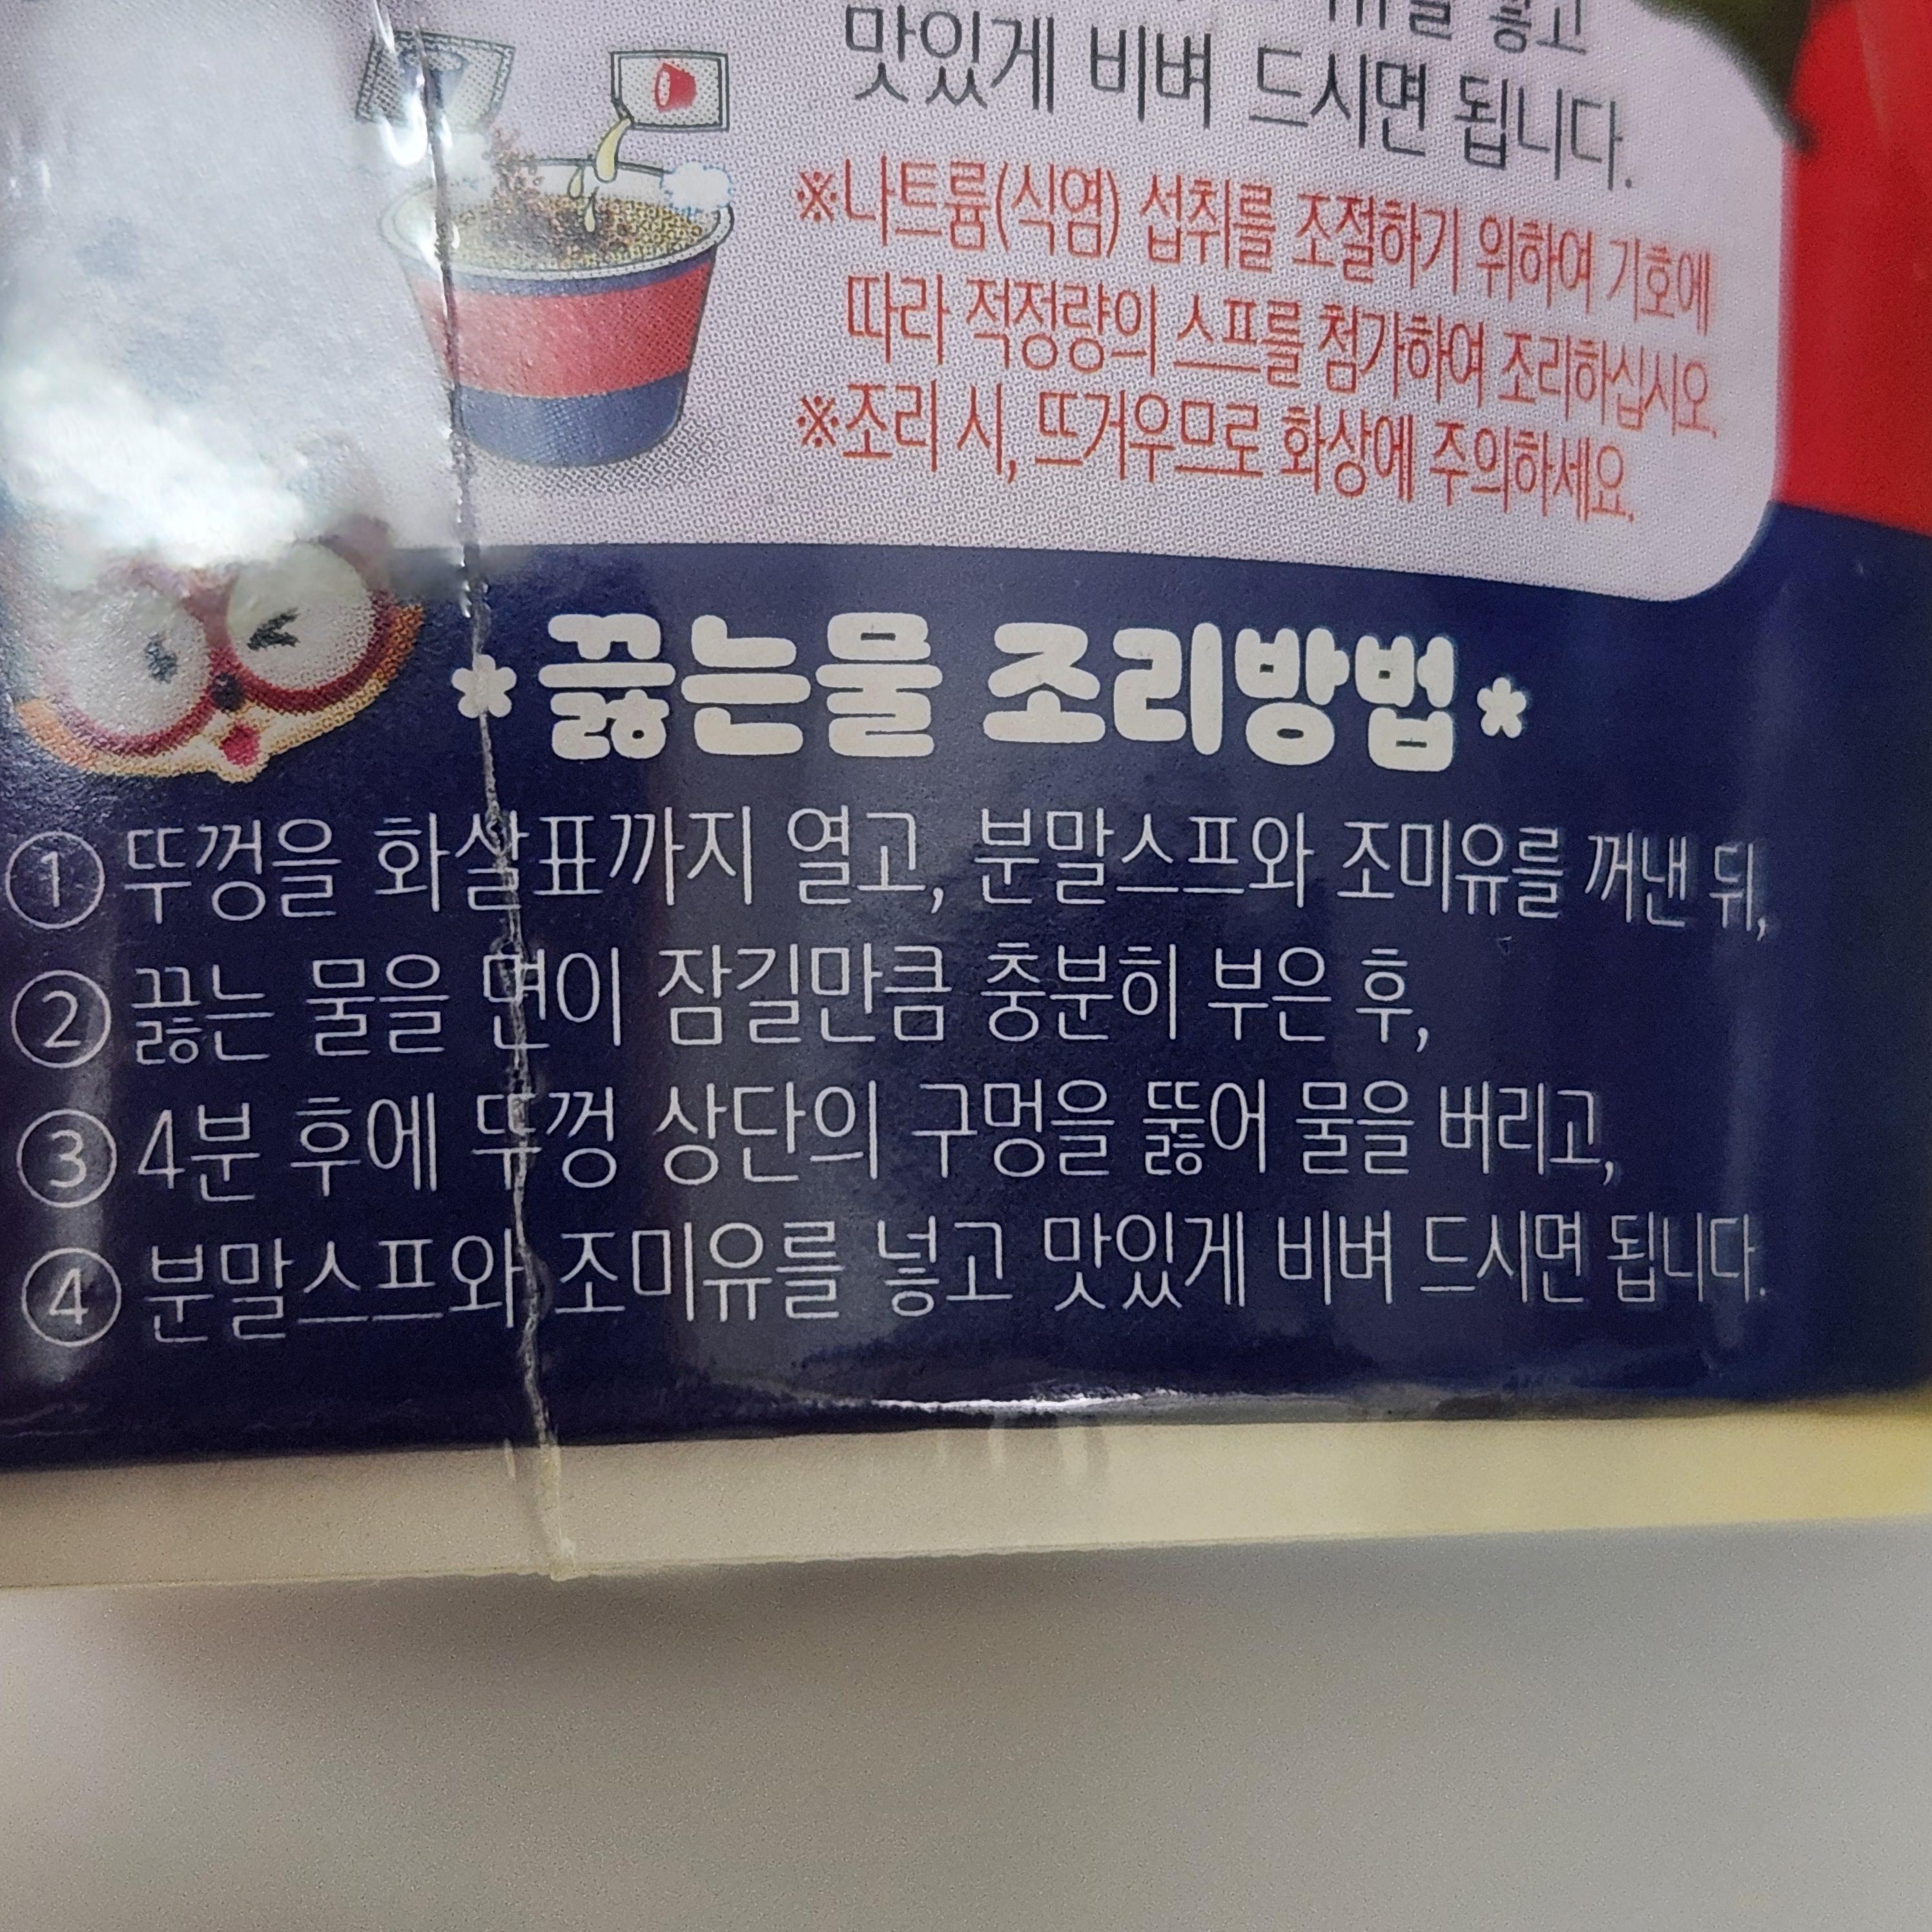 넣고
맛있게 비벼 드시면 됩니다.
※나트륨(식염) 섭취를 조절하기 위하여 기호에
따라 적정량의 스프를 첨가하여 조리하십시오.
※조리 시, 뜨거우므로 화상에 주의하세요.
*끓는물 조리방법*
① 뚜껑을 화살표까지 열고, 분말스프와 조미유를 꺼낸 뒤,
② 끓는 물을 면이 잠길만큼 충분히 부은 후,
③ 4분 후에 뚜껑 상단의 구멍을 뚫어 물을 버리고,
④ 분말스프와 조미유를 넣고 맛있게 비벼 드시면 됩니다.